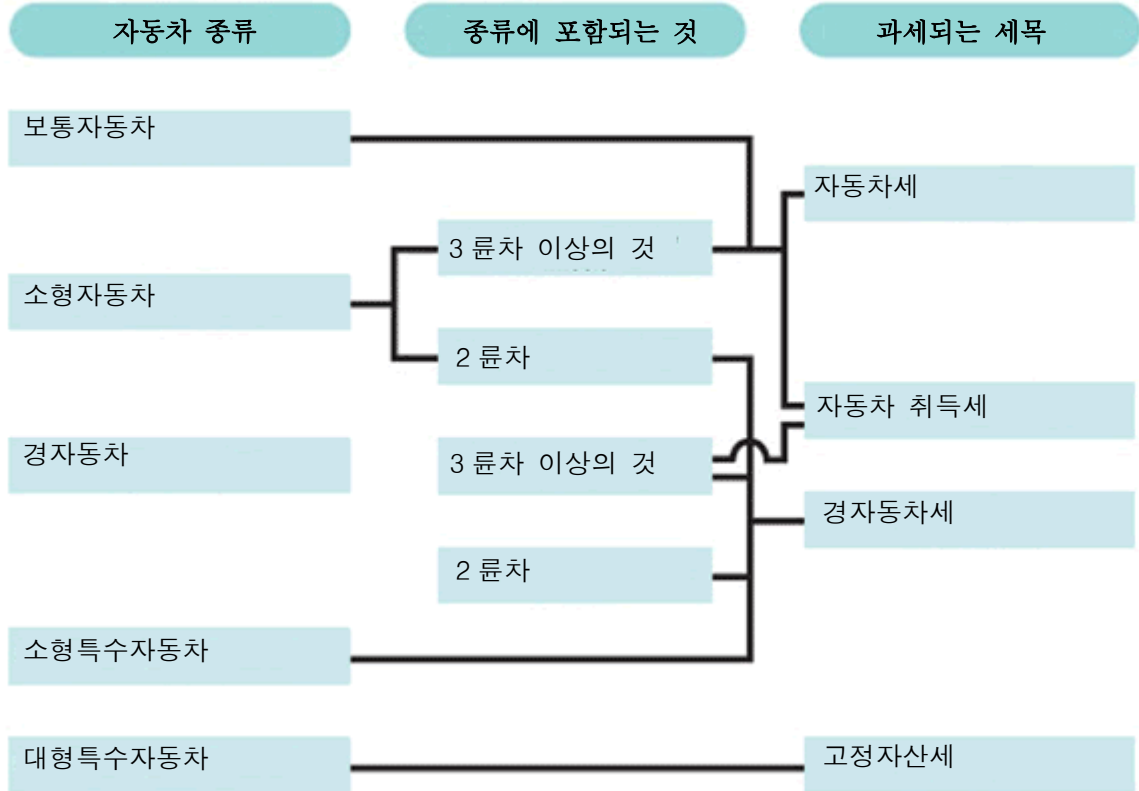 자동차 종류
종류에 포함되는 것
과세되는 세목
보통자동차
자동차세
3륜차 이상의 것
소형자동차
2륜차
자동차 취득세
경자동차
3륜차 이상의 것
경자동차세
2륜차
소형특수자동차
대형특수자동차
고정자산세